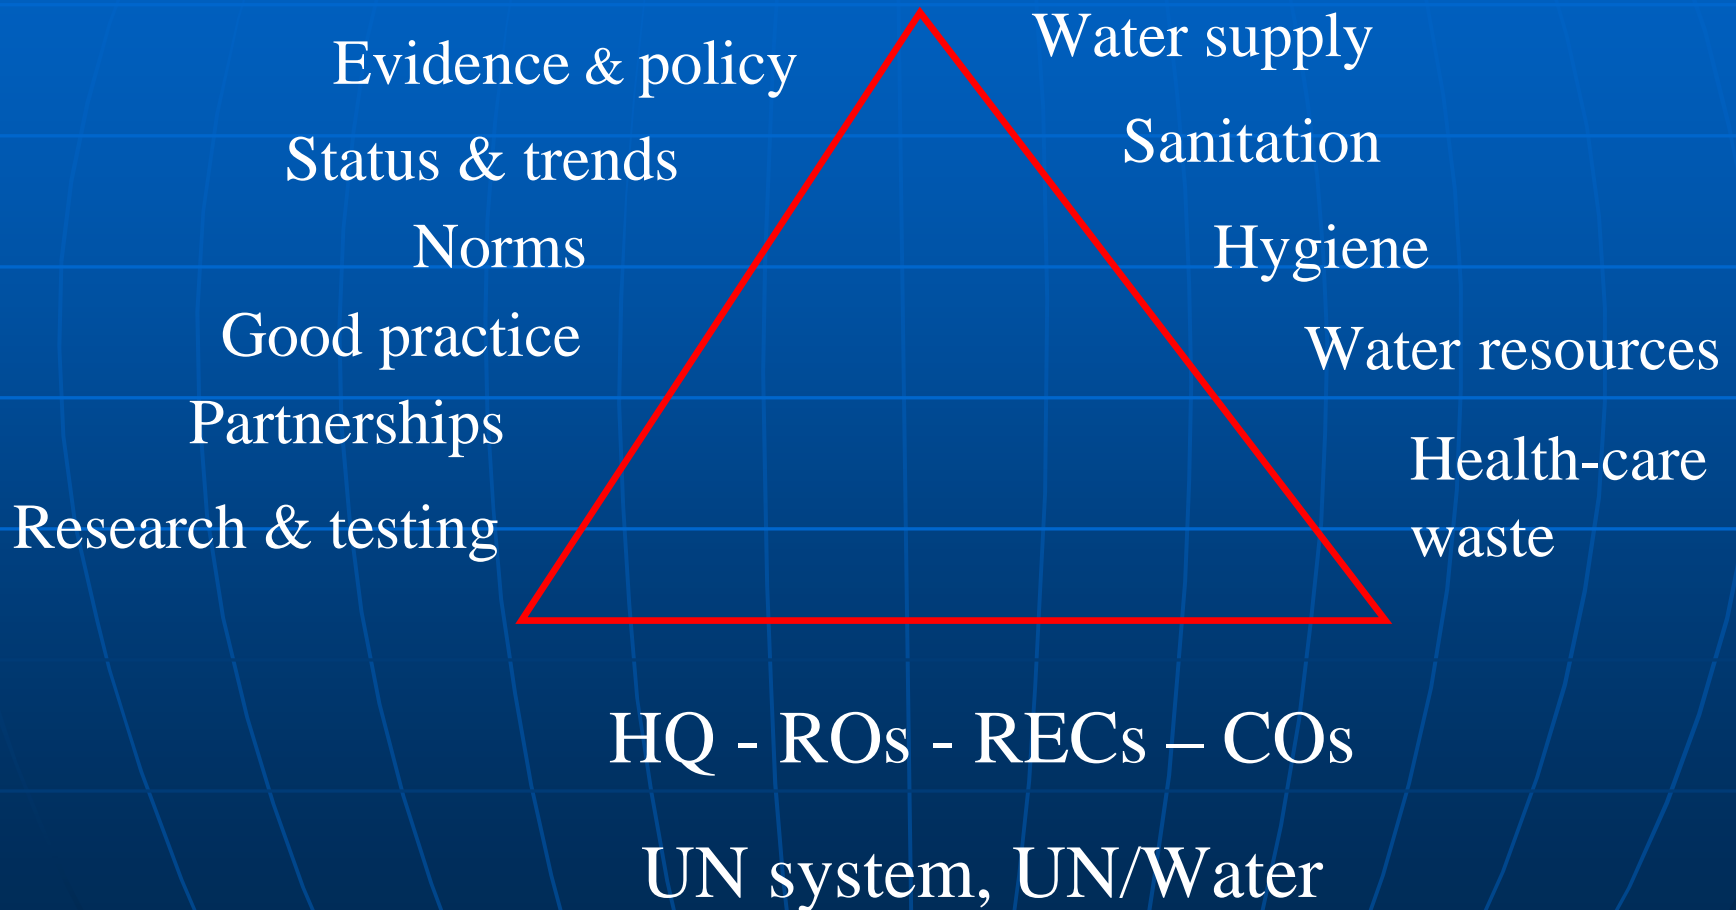 Evidence & policy
Status & trends
Norms
Good practice
Partnerships
Research & testing
Water supply
Sanitation
Hygiene
Water resources
Health-care
waste
HQ - ROs - RECs – COs
UN system, UN/Water